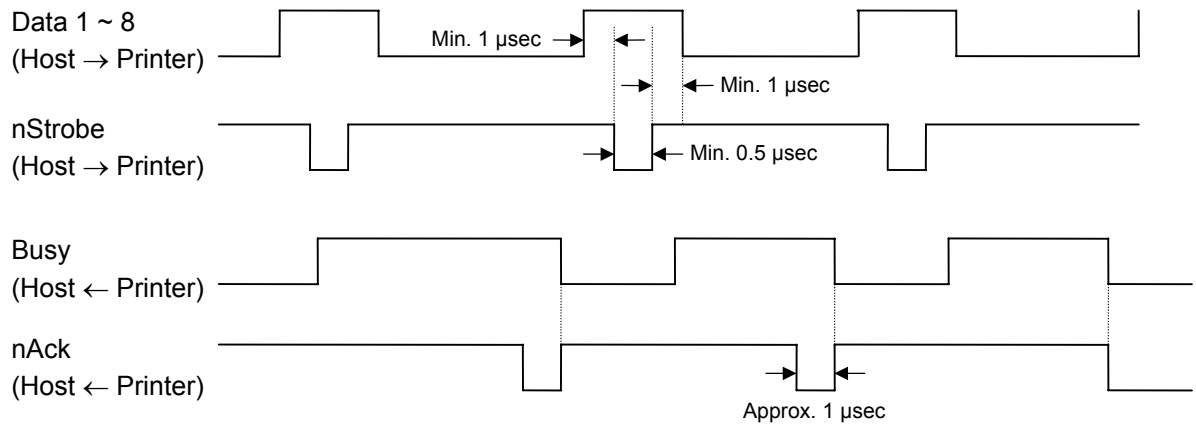 Data 1 ~ 8
(Host → Printer)
Min. 1 μsec
Min. 1 μsec
nStrobe
(Host → Printer)
Min. 0.5 μsec
Busy
(Host ← Printer)
nAck
(Host ← Printer)
Approx. 1 μsec